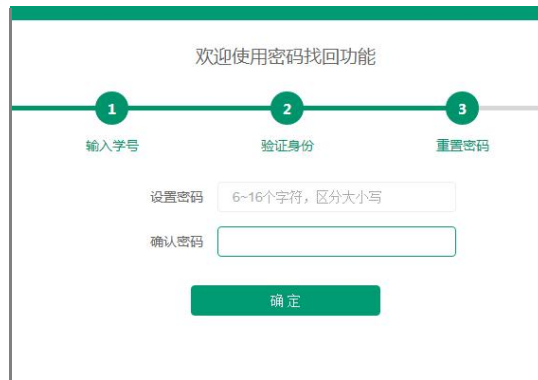 欢迎使用密码找回功能
1 2 3
输入学号 验证身份 重置密码
设置密码 6~16个字符，区分大小写
确认密码
确定